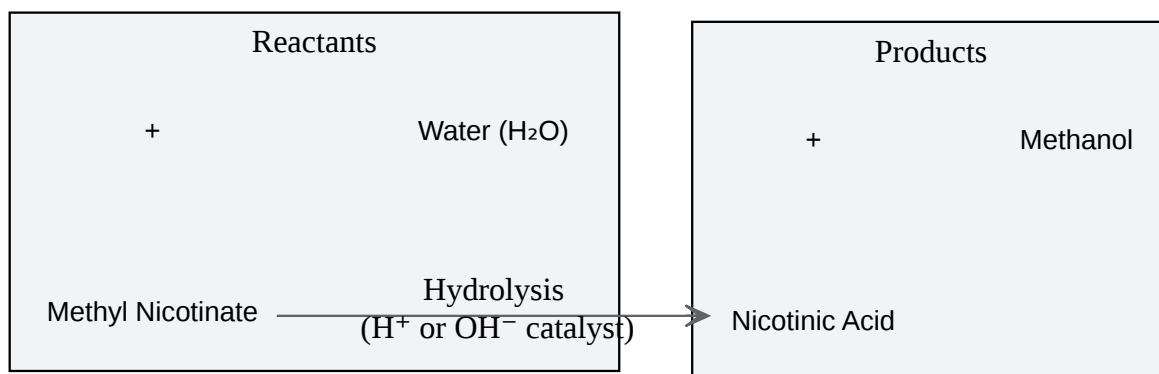 Reactants
+
Water (H₂O)
Methyl Nicotinate
Hydrolysis
(H⁺ or OH⁻ catalyst)
Products
+
Methanol
Nicotinic Acid